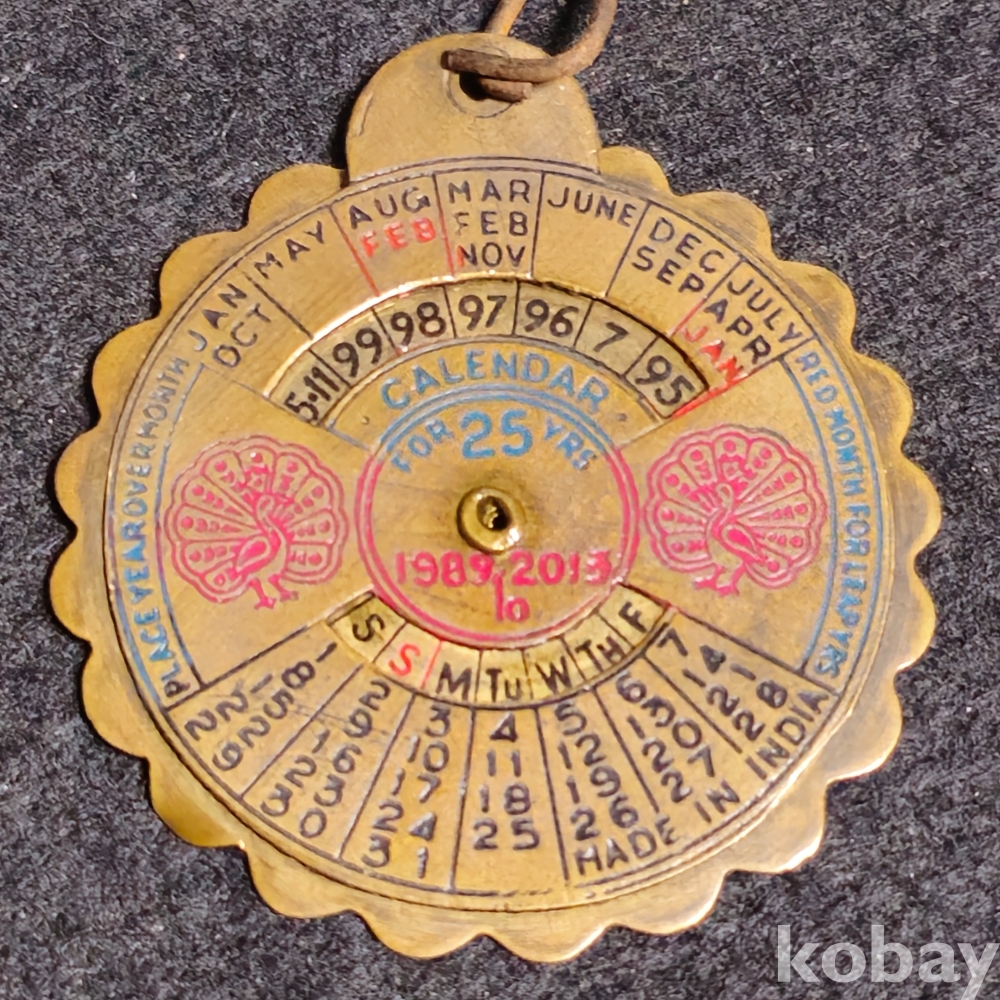 JAN
OCT
MAY
AUG
FEB
MAR
FEB
NOV
JUNE
DEC
SEP
JULY
APR
JAN
5·11 99 98 97 96 7 95
CALENDAR
FOR 25 YRS
1989 2013
To
PLACE YEAR OVER MONTH
RED MONTH FOR LEAP YRS
S S M Tu W TH F
1 8 15 22 29
2 9 16 23 30
3 10 17 24 31
4 11 18 25
5 12 19 26
6 13 20 27
7 14 21 28
MADE IN INDIA
kobay